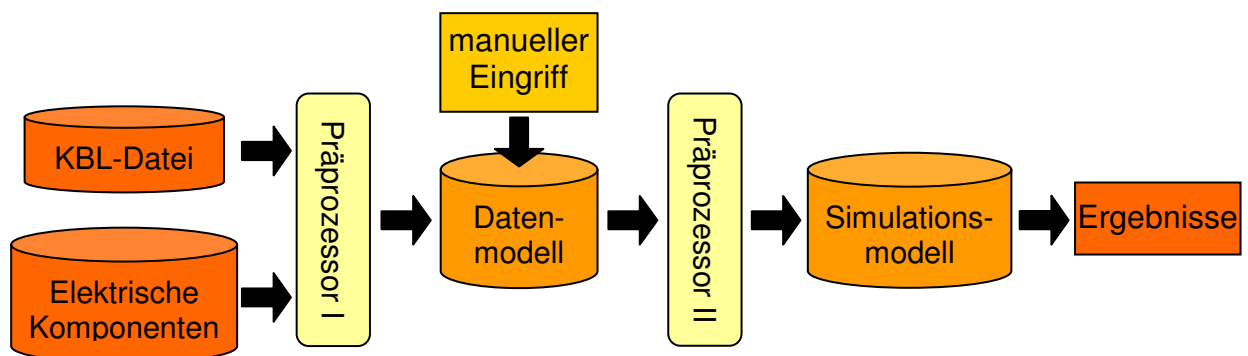 KBL-Datei
Elektrische
Komponenten
Präprozessor I
manueller
Eingriff
Daten-
modell
Präprozessor II
Simulations-
modell
Ergebnisse